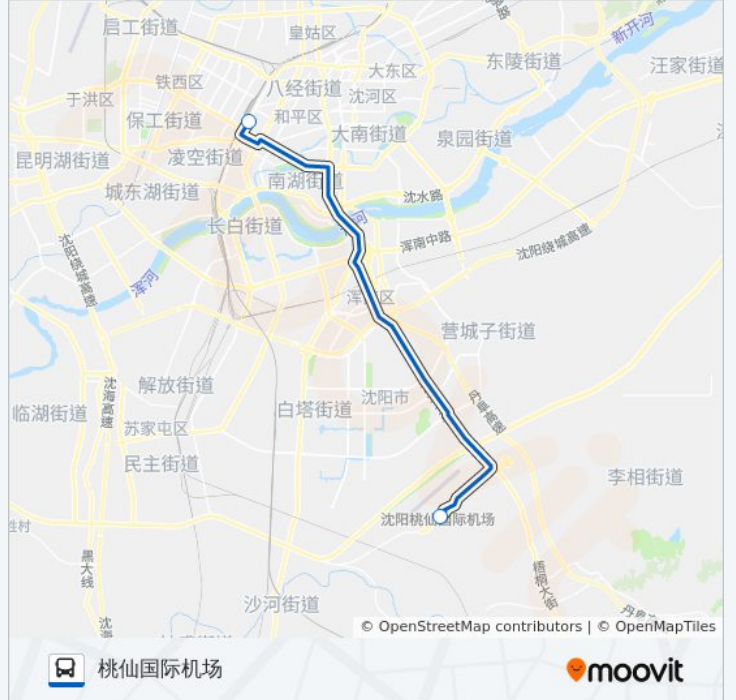 启工街道
皇姑区
新开河
东陵街道
汪家街道
大东区
铁西区
八经街道
沈河区
于洪区
保工街道
和平区
大南街道
泉园街道
昆明湖街道
凌空街道
南湖街道
城东湖街道
沈水路
长白街道
浑南中路
沈阳绕城高速
沈阳绕城高速
浑河
营城子街道
解放街道
沈海高速
沈阳市
丹阜高速
临湖街道
白塔街道
苏家屯区
民主街道
李相街道
沈阳桃仙国际机场
黑大线
梧桐大街
沙河街道
© OpenStreetMap contributors | © OpenMapTiles
桃仙国际机场
moovit